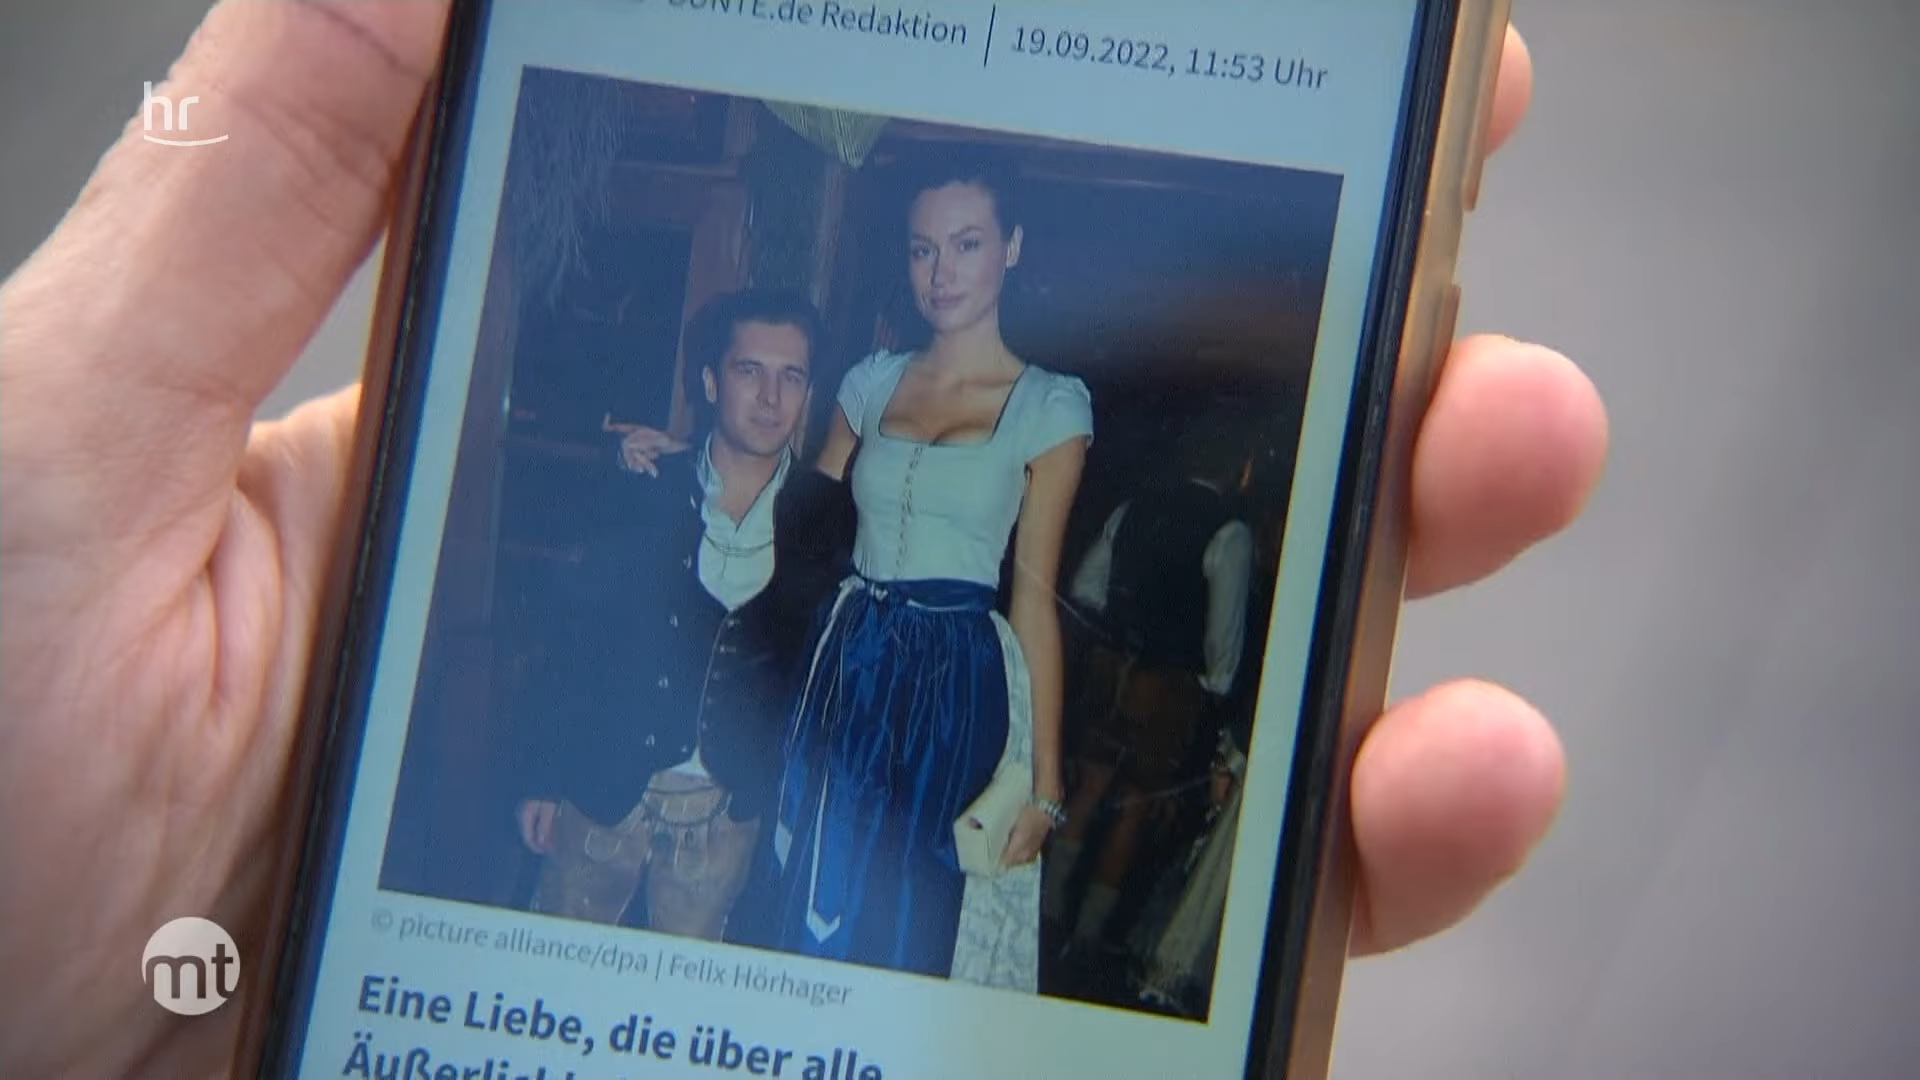 BUNTE.de Redaktion | 19.09.2022, 11:53 Uhr
hr
© picture alliance/dpa | Felix Hörhager
mt
Eine Liebe, die über alle